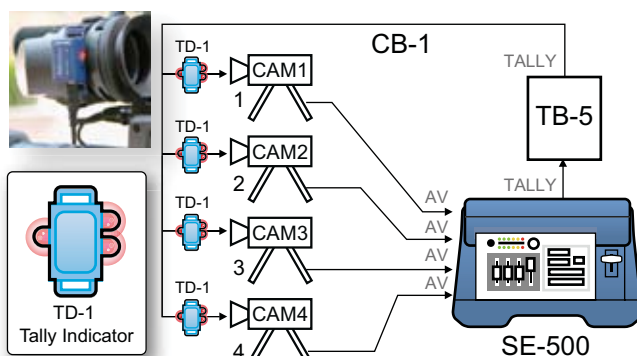 CB-1
TD-1
CAM1
1
TD-1
CAM2
2
TD-1
CAM3
3
TD-1
CAM4
4
AV
AV
AV
AV
TALLY
TB-5
TALLY
SE-500
TD-1
Tally Indicator